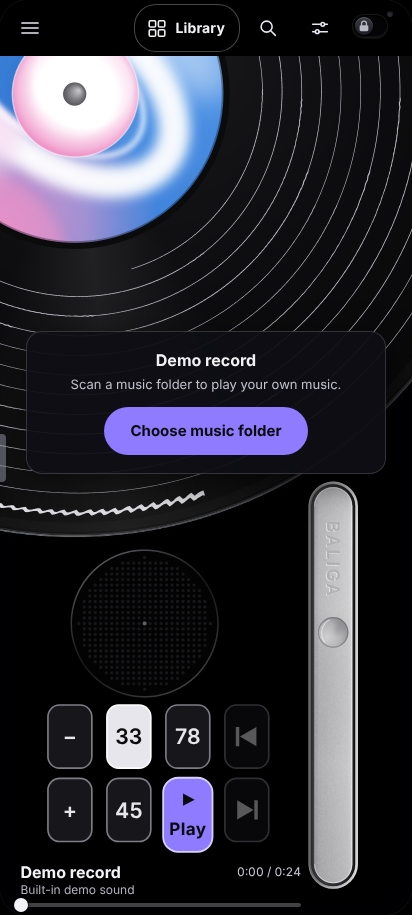 Library
Demo record
Scan a music folder to play your own music.
Choose music folder
BALIGA
− 33 78
+ 45 Play
Demo record 0:00 / 0:24
Built-in demo sound